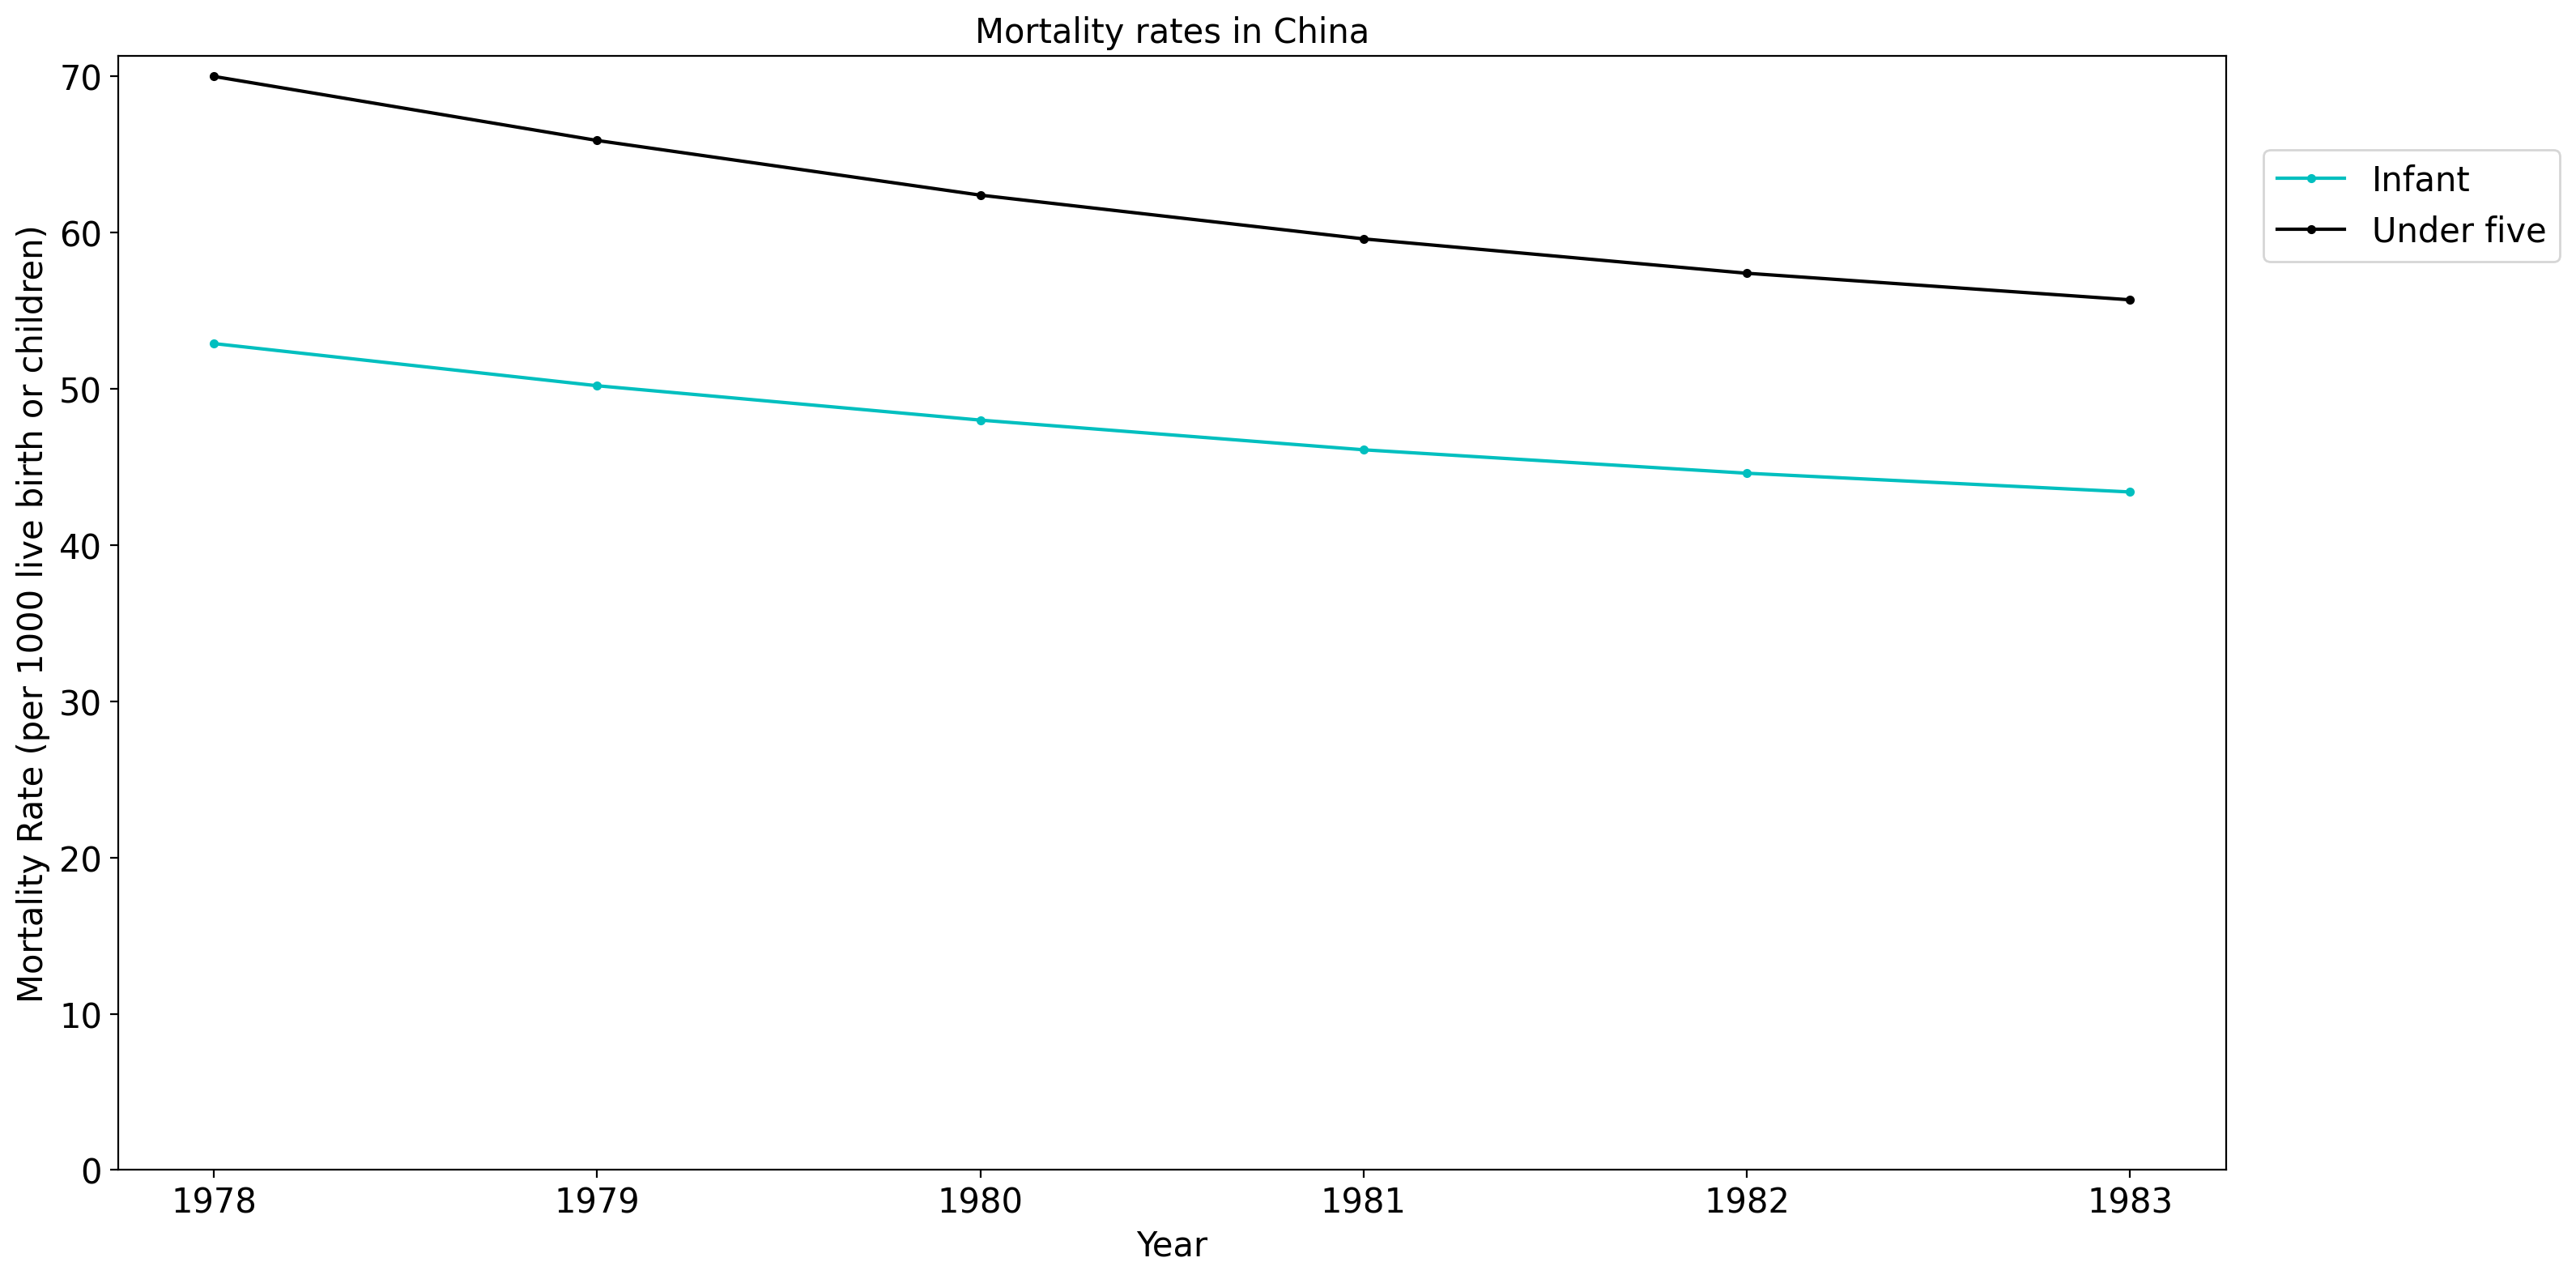 Mortality rates in China
Mortality Rate (per 1000 live birth or children)
70
60
50
40
30
20
10
0
1978 1979 1980 1981 1982 1983
Year
Infant
Under five